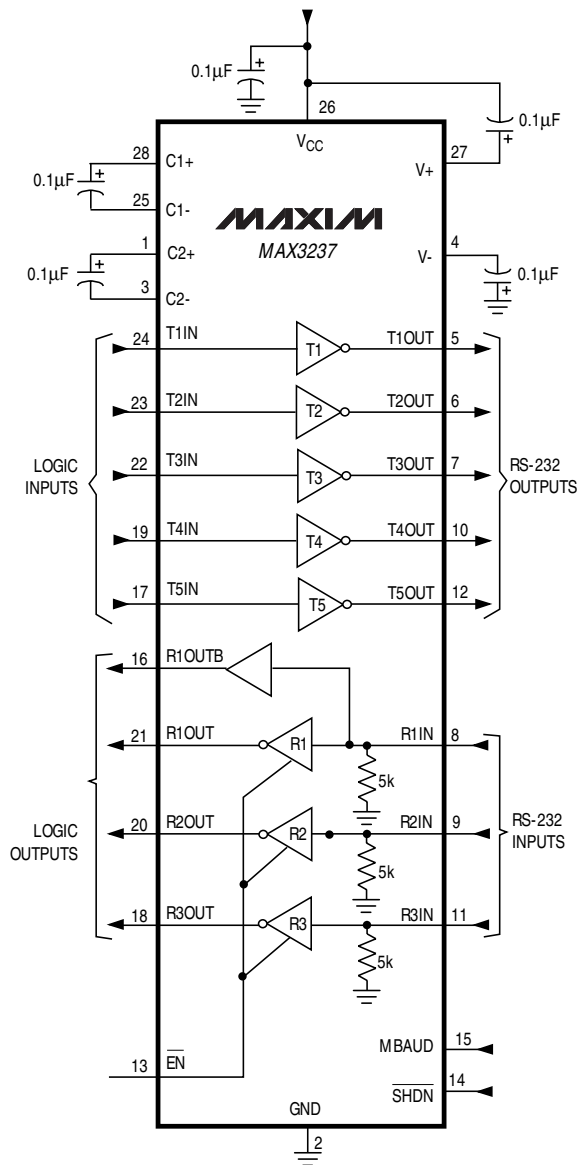 0.1µF
+
26
+
0.1µF
VCC
28
C1+
27
V+
0.1µF
+
25
C1-
MAXIM
MAX3237
1
C2+
4
V-
0.1µF
+
3
C2-
+
0.1µF
24
T1IN
T1
T1OUT
5
23
T2IN
T2
T2OUT
6
LOGIC
INPUTS
22
T3IN
T3
T3OUT
7
RS-232
OUTPUTS
19
T4IN
T4
T4OUT
10
17
T5IN
T5
T5OUT
12
16
R1OUTB
21
R1OUT
R1
R1IN
8
5k
LOGIC
OUTPUTS
20
R2OUT
R2
R2IN
9
RS-232
INPUTS
5k
18
R3OUT
R3
R3IN
11
5k
13
EN
MBAUD
15
SHDN
14
GND
2